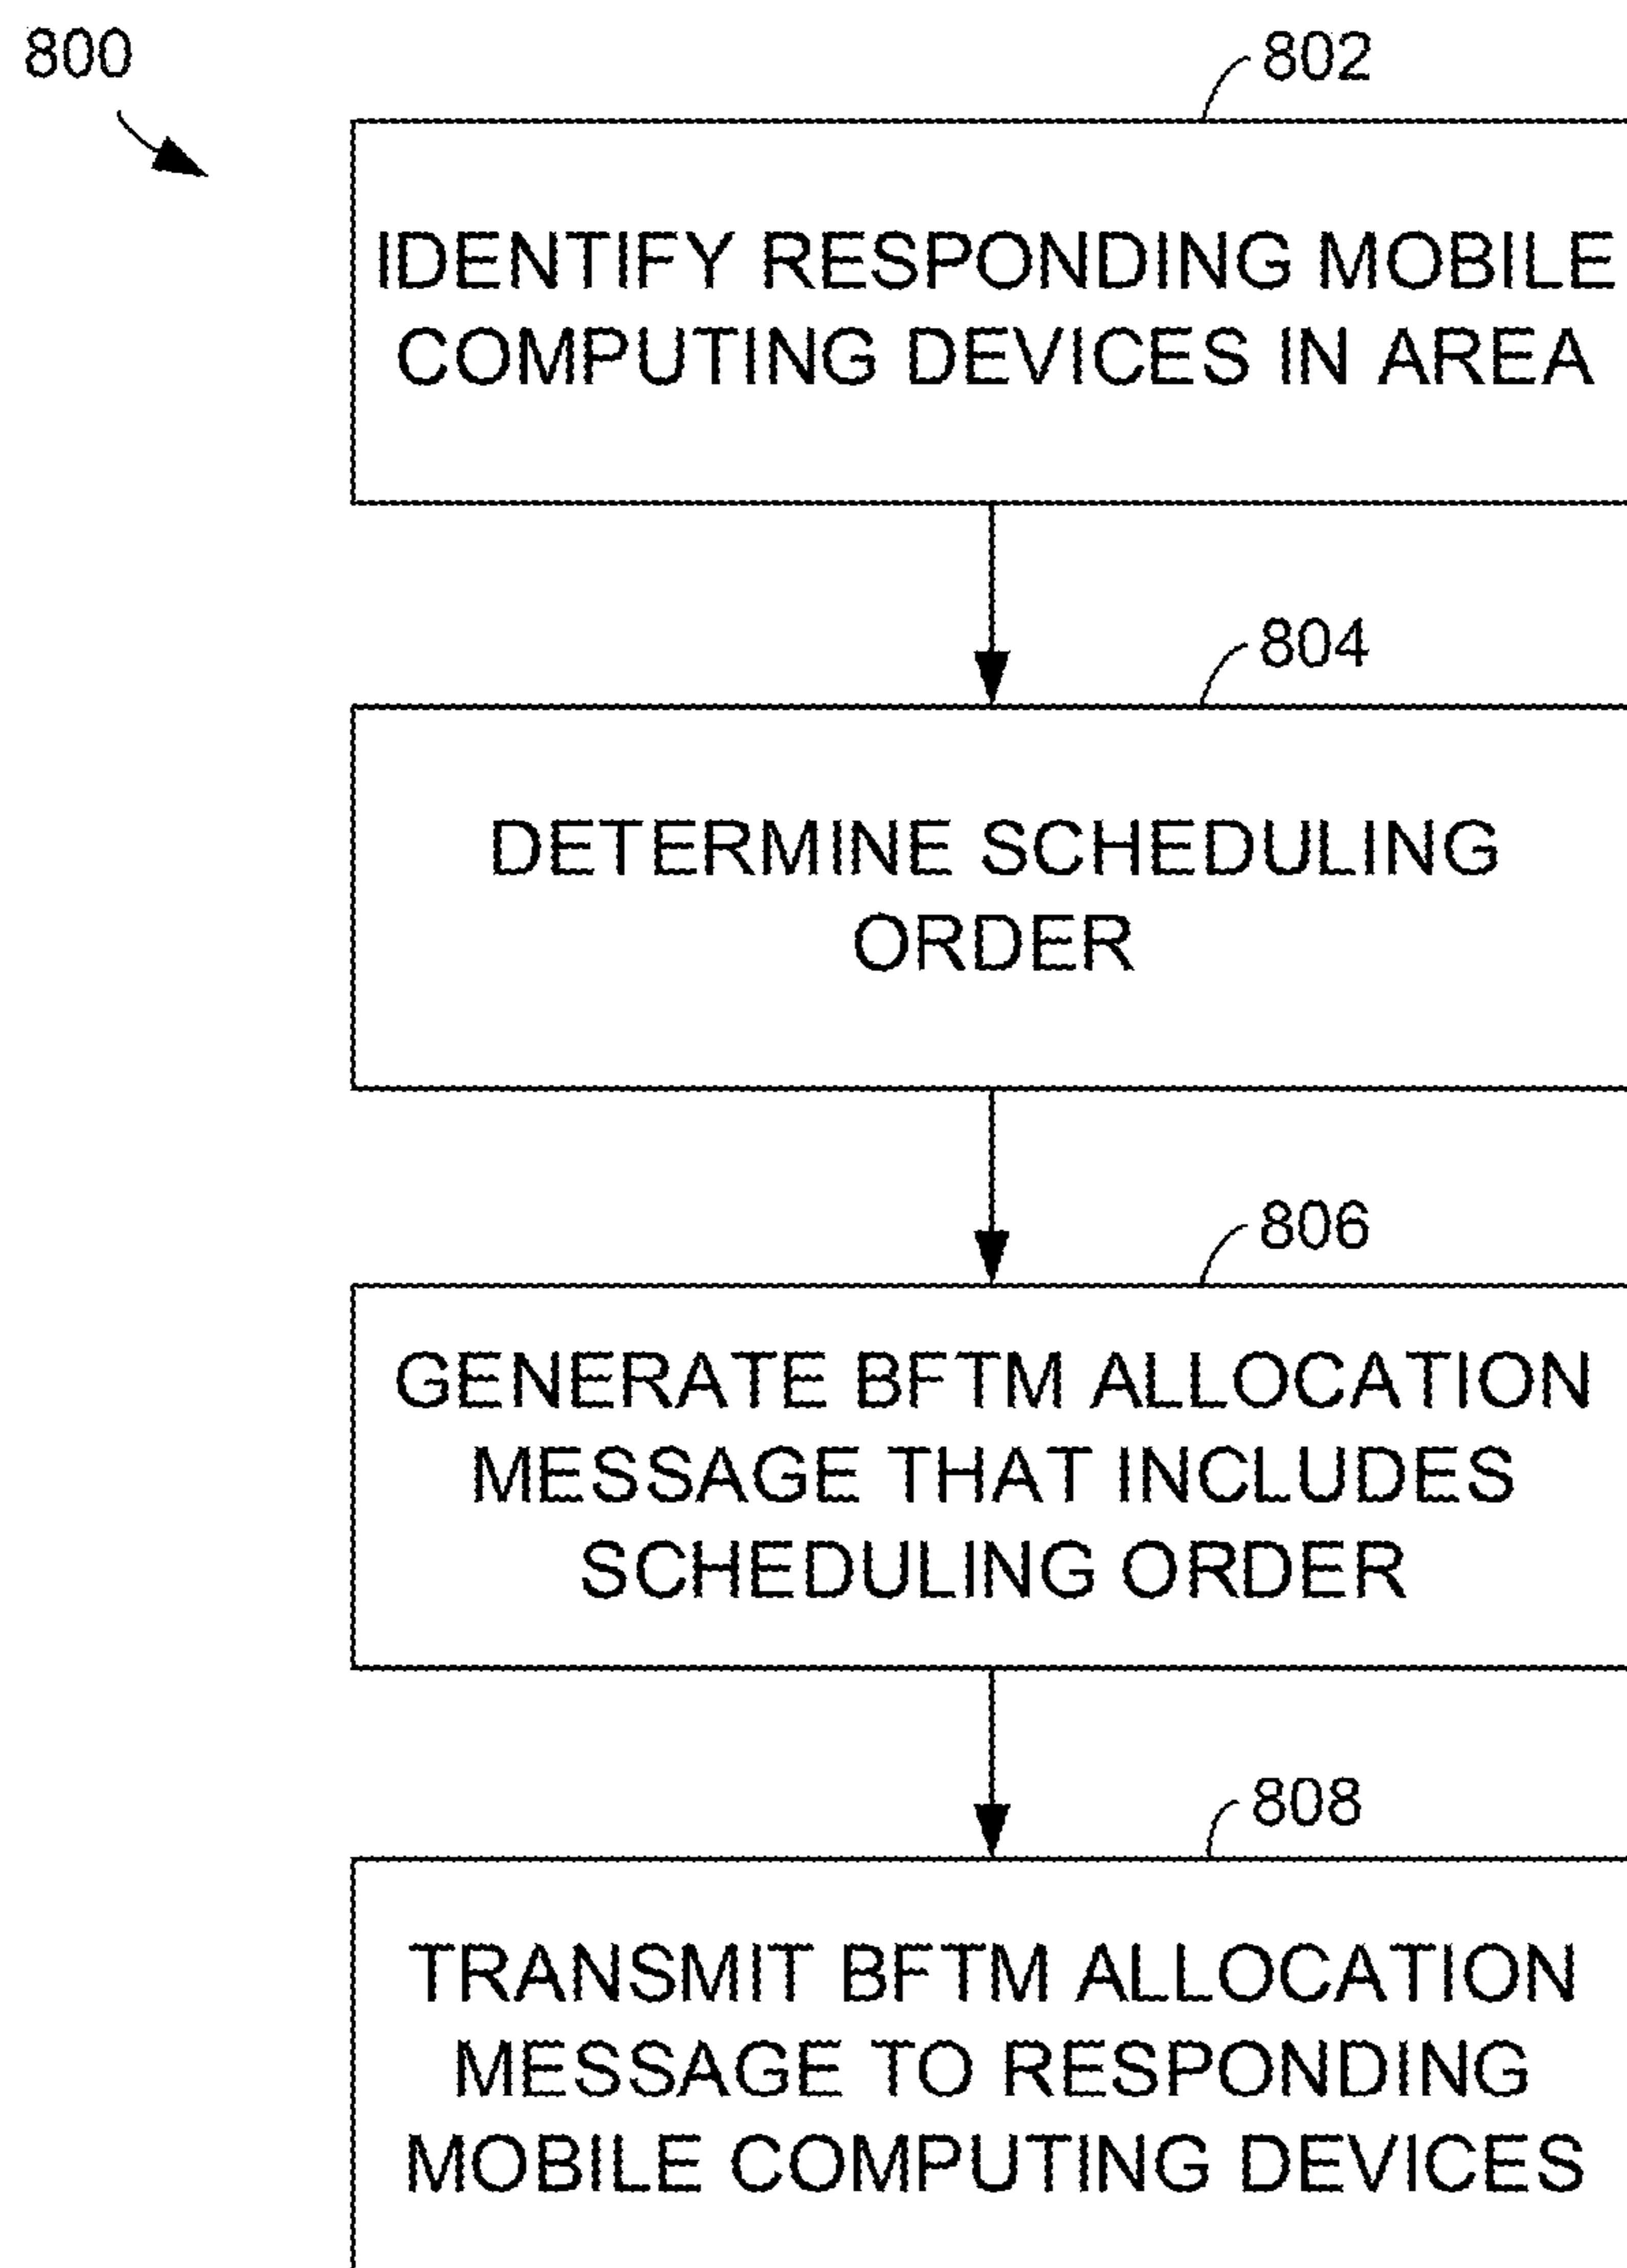 800
802
IDENTIFY RESPONDING MOBILE
COMPUTING DEVICES IN AREA
804
DETERMINE SCHEDULING
ORDER
806
GENERATE BFTM ALLOCATION
MESSAGE THAT INCLUDES
SCHEDULING ORDER
808
TRANSMIT BFTM ALLOCATION
MESSAGE TO RESPONDING
MOBILE COMPUTING DEVICES